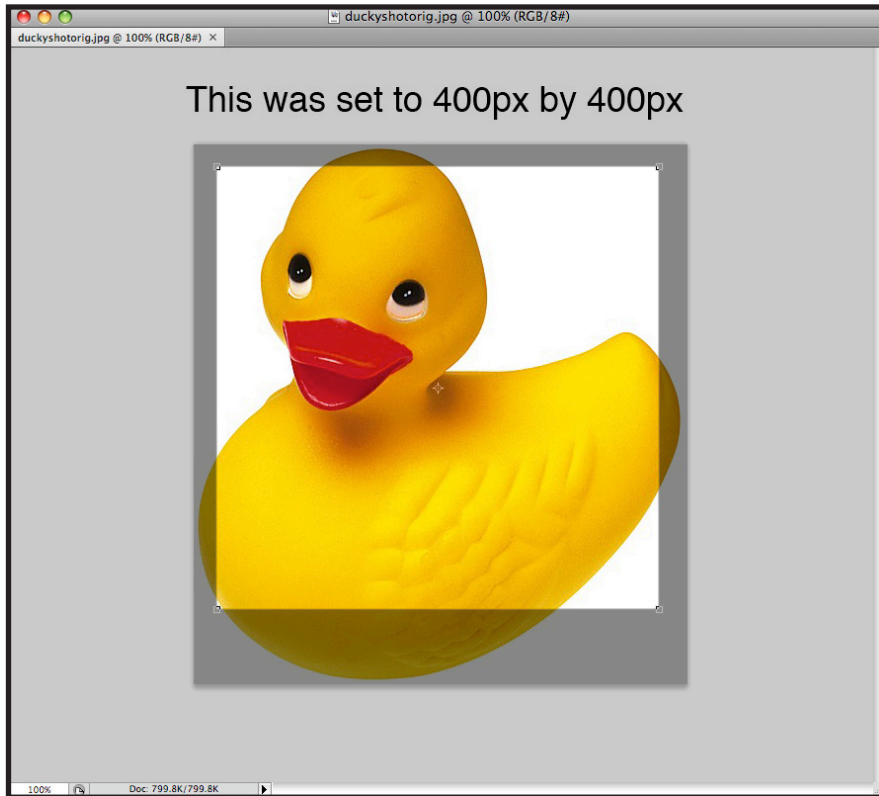 duckyshotorig.jpg @ 100% (RGB/8#)
duckyshotorig.jpg @ 100% (RGB/8#) ×
This was set to 400px by 400px
100% Doc: 799.8K/799.8K